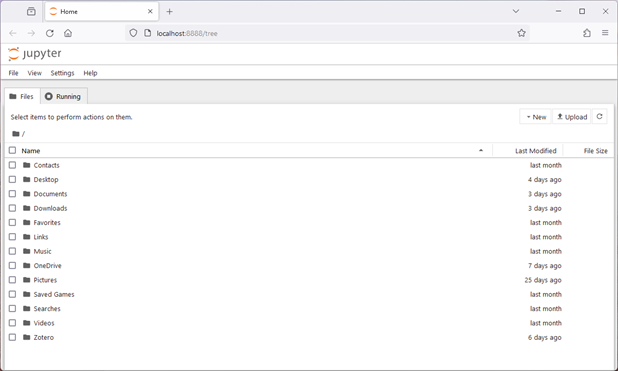 Home
localhost:8888/tree
jupyter
File View Settings Help
Files Running
Select items to perform actions on them.
New Upload
/
Name Last Modified File Size
Contacts last month
Desktop 4 days ago
Documents 3 days ago
Downloads 3 days ago
Favorites last month
Links last month
Music last month
OneDrive 7 days ago
Pictures 25 days ago
Saved Games last month
Searches last month
Videos last month
Zotero 6 days ago